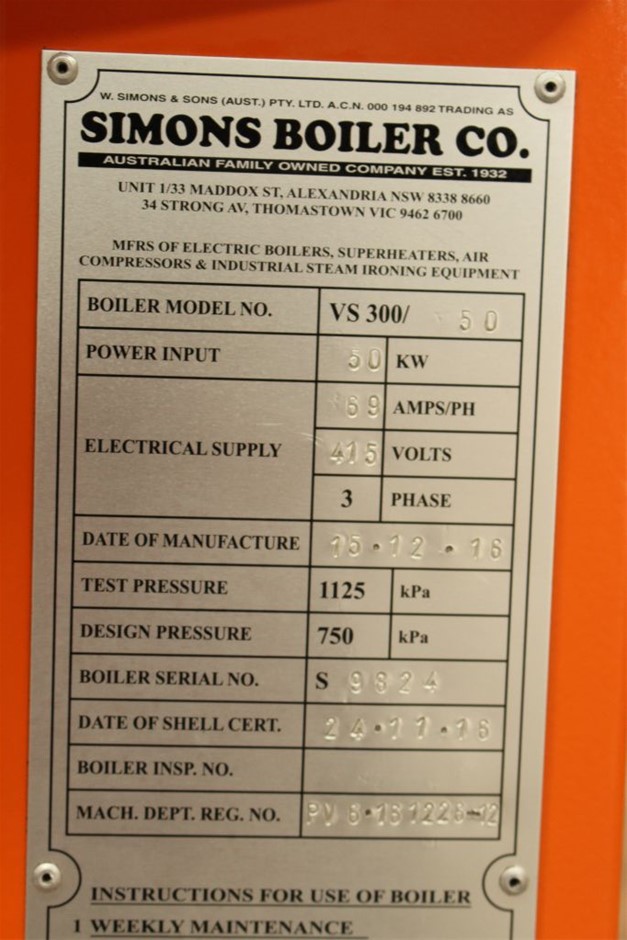 W. SIMONS & SONS (AUST.) PTY. LTD. A.C.N. 000 194 892 TRADING AS
SIMONS BOILER CO.
AUSTRALIAN FAMILY OWNED COMPANY EST. 1932
UNIT 1/33 MADDOX ST, ALEXANDRIA NSW 8338 8660
34 STRONG AV, THOMASTOWN VIC 9462 6700
MFRS OF ELECTRIC BOILERS, SUPERHEATERS, AIR
COMPRESSORS & INDUSTRIAL STEAM IRONING EQUIPMENT
BOILER MODEL NO. VS 300/ 50
POWER INPUT 50 KW
69 AMPS/PH
ELECTRICAL SUPPLY 415 VOLTS
3 PHASE
DATE OF MANUFACTURE 15.12.16
TEST PRESSURE 1125 kPa
DESIGN PRESSURE 750 kPa
BOILER SERIAL NO. S 9824
DATE OF SHELL CERT. 24.11.16
BOILER INSP. NO.
MACH. DEPT. REG. NO. PV 6.161226-12
INSTRUCTIONS FOR USE OF BOILER
1 WEEKLY MAINTENANCE